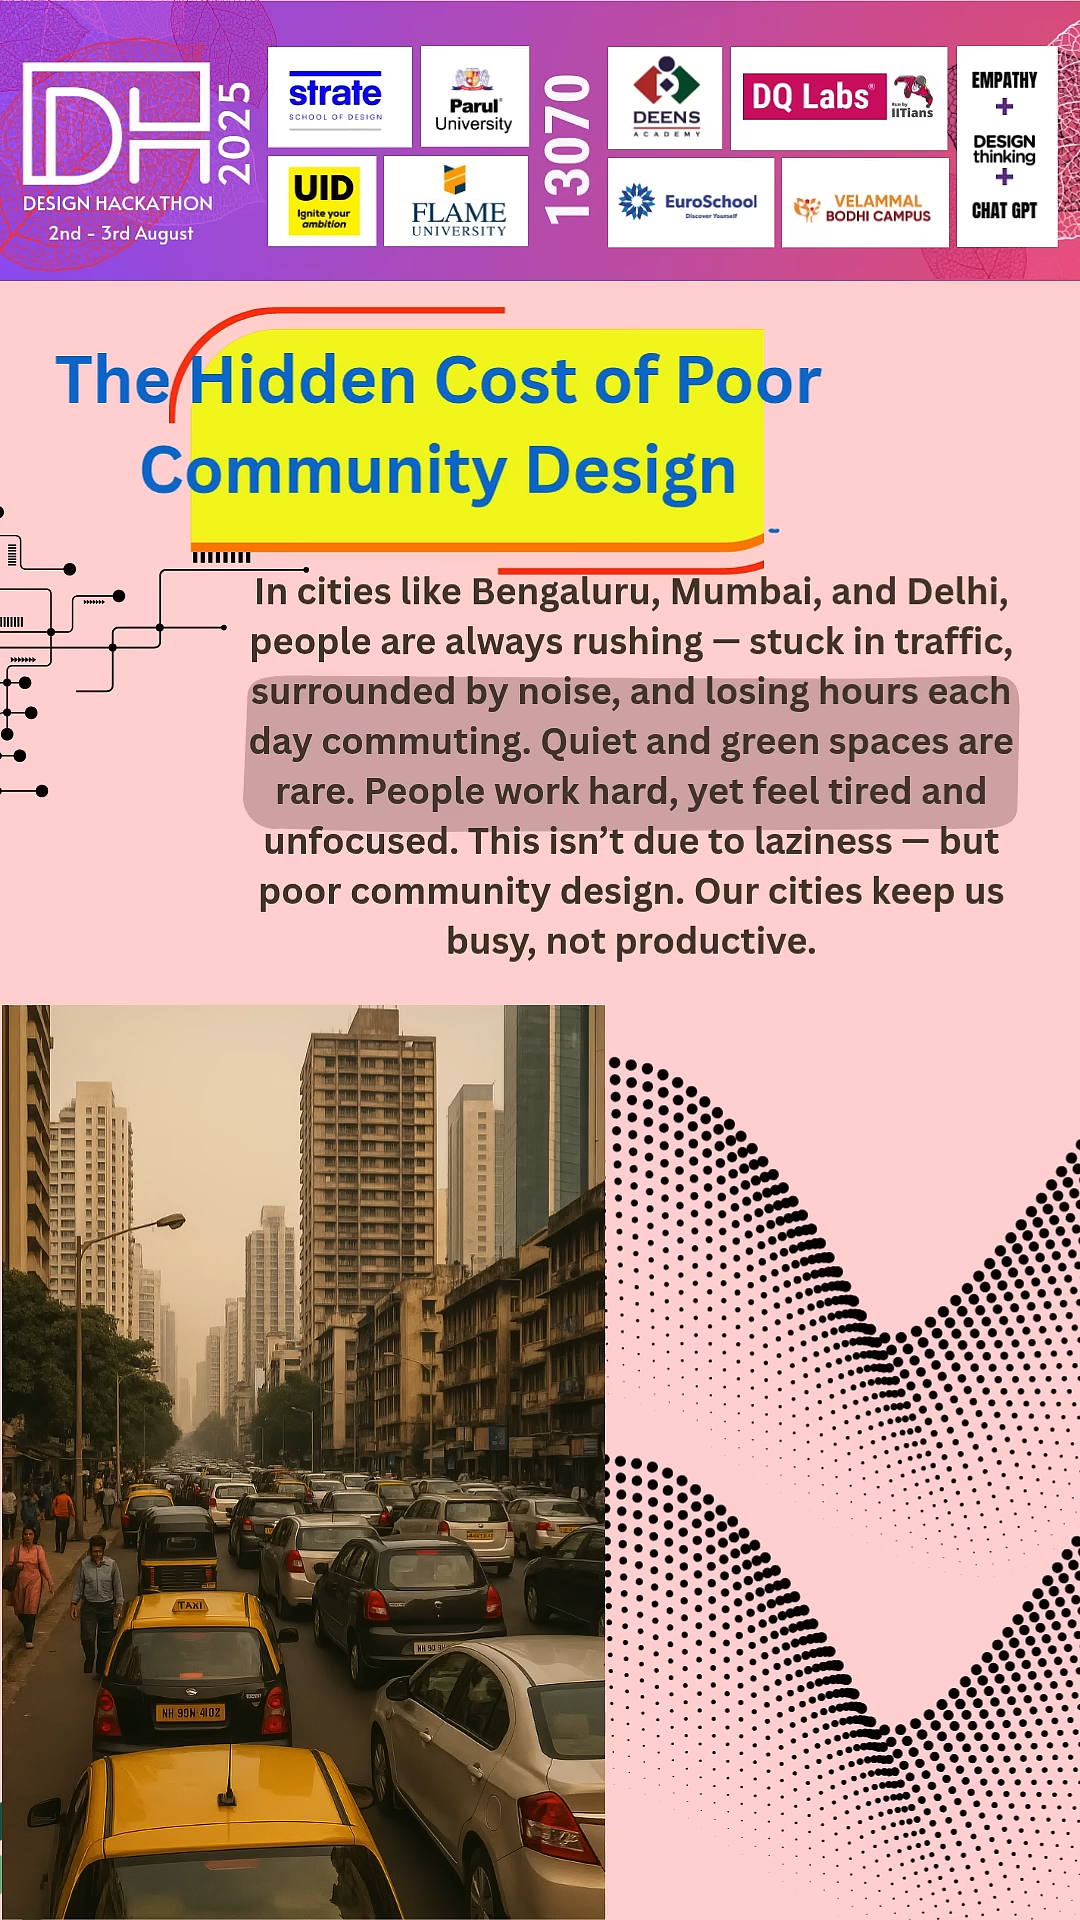 DH
2025
DESIGN HACKATHON
2nd - 3rd August
strate
SCHOOL OF DESIGN
Parul®
University
UID
Ignite your
ambition
FLAME
UNIVERSITY
13070
DEENS
ACADEMY
DQ Labs®
Run by
IITians
EuroSchool
Discover Yourself
VELAMMAL
BODHI CAMPUS
EMPATHY
+
DESIGN
thinking
+
CHAT GPT
The Hidden Cost of Poor
Community Design
-
In cities like Bengaluru, Mumbai, and Delhi,
people are always rushing — stuck in traffic,
surrounded by noise, and losing hours each
day commuting. Quiet and green spaces are
rare. People work hard, yet feel tired and
unfocused. This isn’t due to laziness — but
poor community design. Our cities keep us
busy, not productive.
TAXI
NH 99N 4102